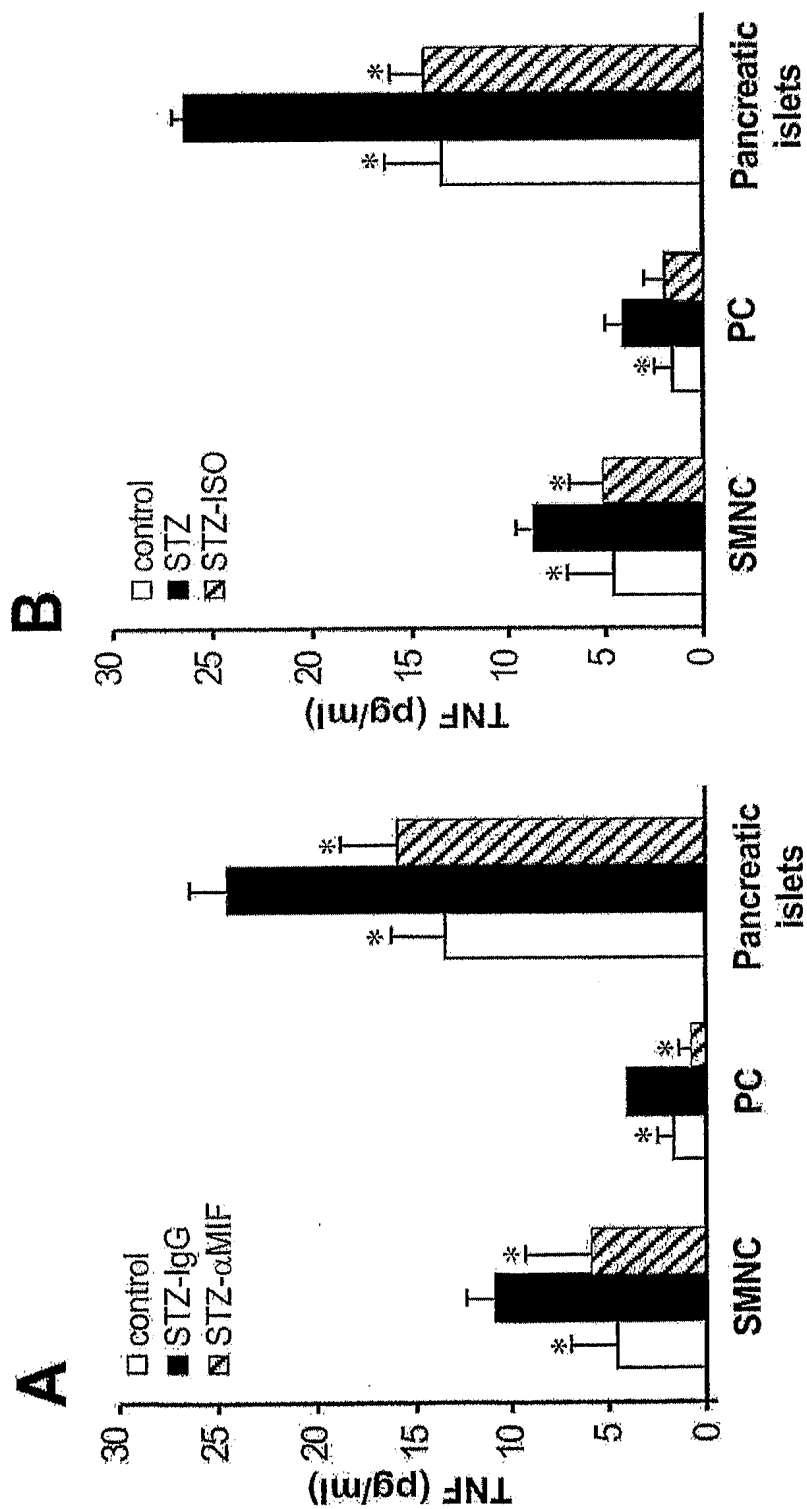 A
TNF (pg/ml)
30
25
20
15
10
5
0
control
STZ-IgG
STZ-αMIF
*
*
*
*
*
*
SMNC
PC
Pancreatic
islets
B
TNF (pg/ml)
30
25
20
15
10
5
0
control
STZ
STZ-ISO
*
*
*
*
*
SMNC
PC
Pancreatic
islets